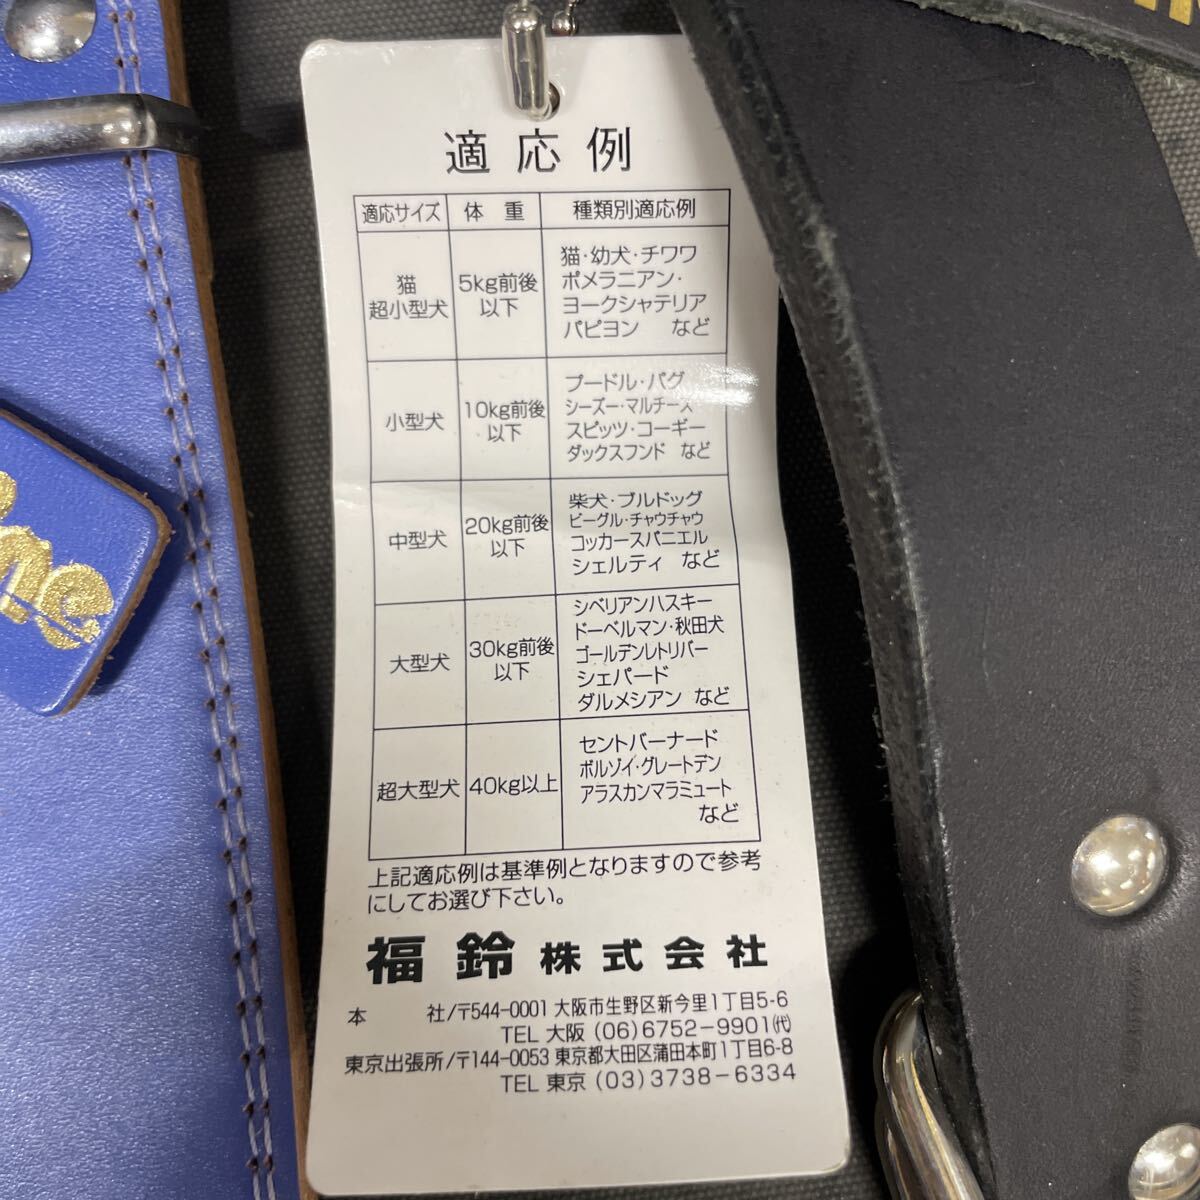 適応例
適応サイズ 体 重 種類別適応例
猫
超小型犬
5kg前後
以下
猫・幼犬・チワワ
ポメラニアン・
ヨークシャテリア
パピヨン など
小型犬
10kg前後
以下
プードル・パグ
シーズー・マルチーズ
スピッツ・コーギー
ダックスフンド など
中型犬
20kg前後
以下
柴犬・ブルドッグ
ビーグル・チャウチャウ
コッカースパニエル
シェルティ など
大型犬
30kg前後
以下
シベリアンハスキー
ドーベルマン・秋田犬
ゴールデンレトリバー
シェパード
ダルメシアン など
超大型犬
40kg以上
セントバーナード
ボルゾイ・グレートデン
アラスカンマラミュート
など
上記適応例は基準例となりますので参考
にしてお選び下さい。
福鈴株式会社
本 社/〒544-0001 大阪市生野区新今里1丁目5-6
TEL 大阪 (06)6752-9901㈹
東京出張所/〒144-0053 東京都大田区蒲田本町1丁目6-8
TEL 東京 (03)3738-6334